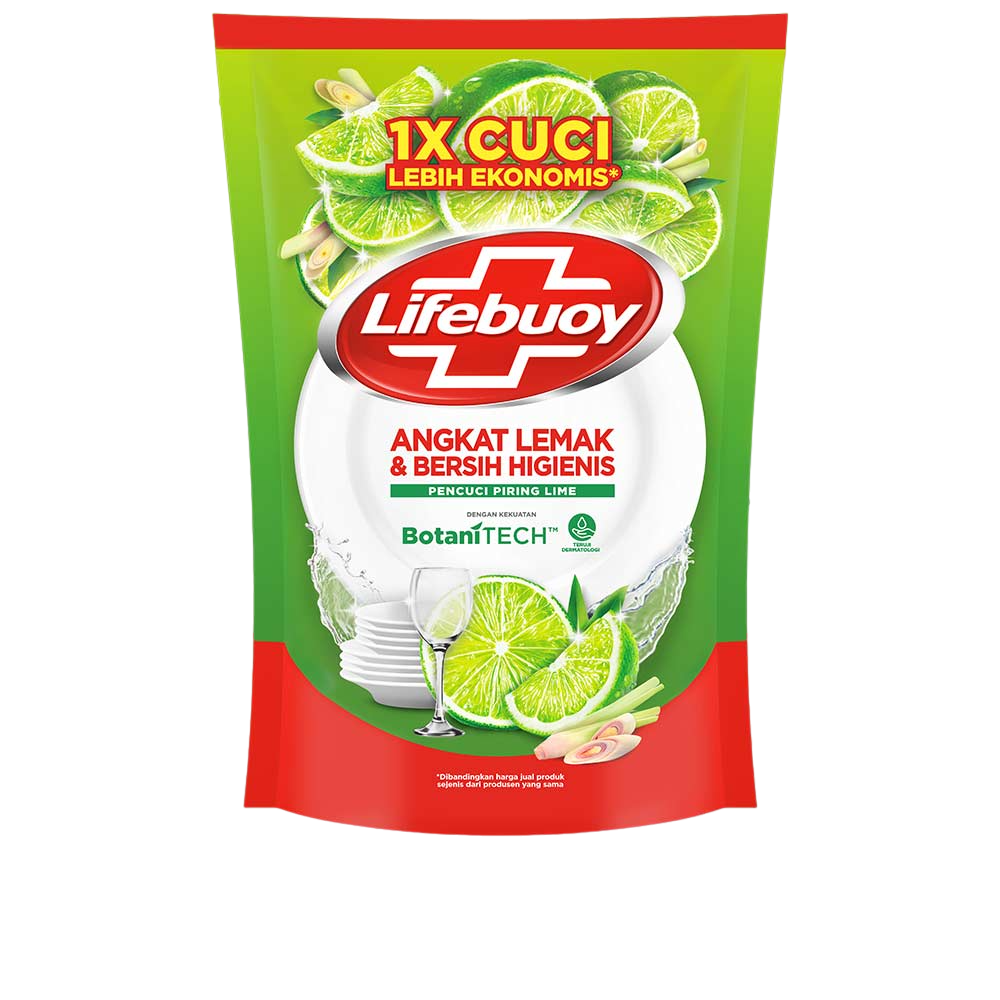 1X CUCI
LEBIH EKONOMIS*
Lifebuoy
ANGKAT LEMAK
& BERSIH HIGIENIS
PENCUCI PIRING LIME
DENGAN KEKUATAN
BotaniTECH™
TERUJI
DERMATOLOGI
*Dibandingkan harga jual produk
sejenis dari produsen yang sama